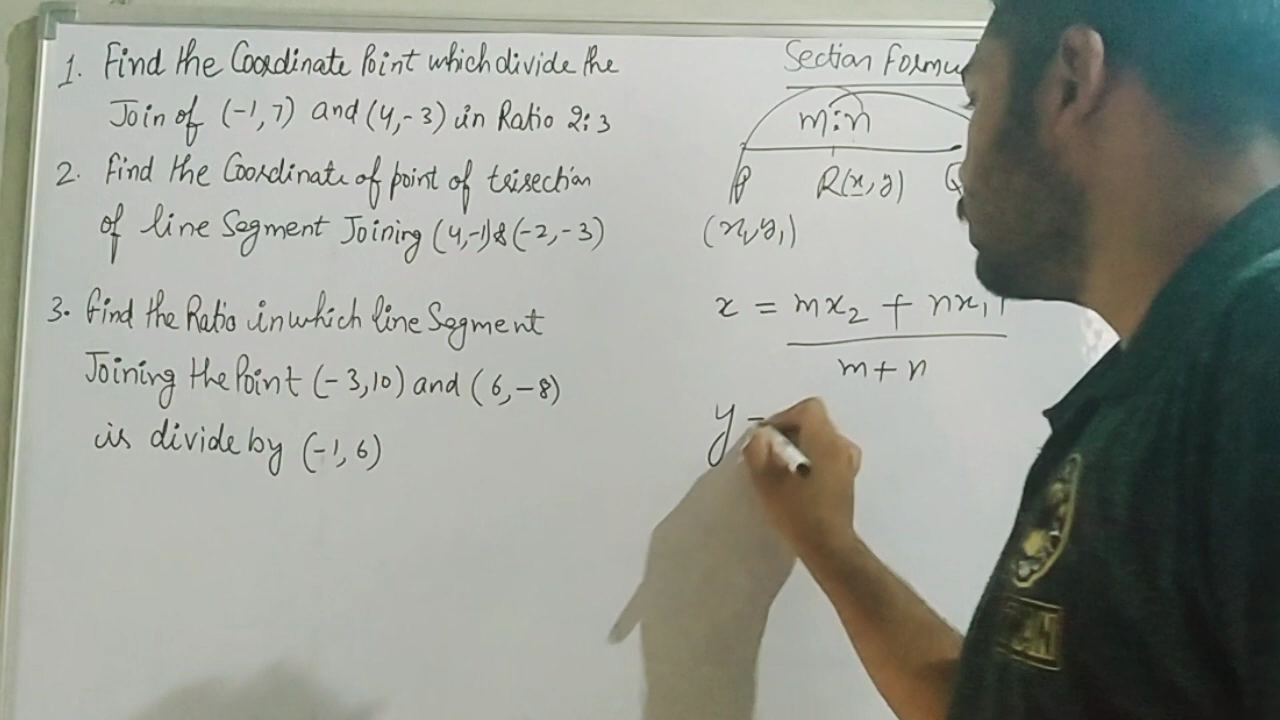 1. Find the Coordinate Point which divide the
Join of (-1, 7) and (4, -3) in Ratio 2:3
2. Find the Coordinate of point of trisection
of line Segment Joining (4,-1) & (-2, -3)
3. Find the Ratio in which line Segment
Joining the Point (-3, 10) and (6, -8)
is divide by (-1, 6)
Section Formu
m:n
P R(x, y) Q
(x1, y1)
x = mx2 + nx1
m + n
y =